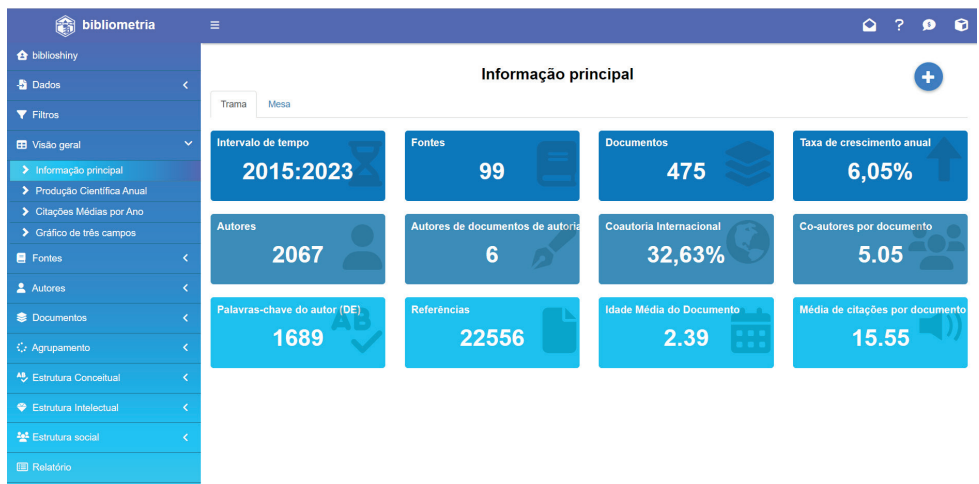 bibliometria
?
biblioshiny
Dados
Filtros
Visão geral
Informação principal
Produção Científica Anual
Citações Médias por Ano
Gráfico de três campos
Fontes
Autores
Documentos
Agrupamento
Estrutura Conceitual
Estrutura Intelectual
Estrutura social
Relatório
Informação principal
Trama
Mesa
Intervalo de tempo
2015:2023
Fontes
99
Documentos
475
Taxa de crescimento anual
6,05%
Autores
2067
Autores de documentos de autoria
6
Coautoria Internacional
32,63%
Co-autores por documento
5.05
Palavras-chave do autor (DE)
1689
Referências
22556
Idade Média do Documento
2.39
Média de citações por documento
15.55